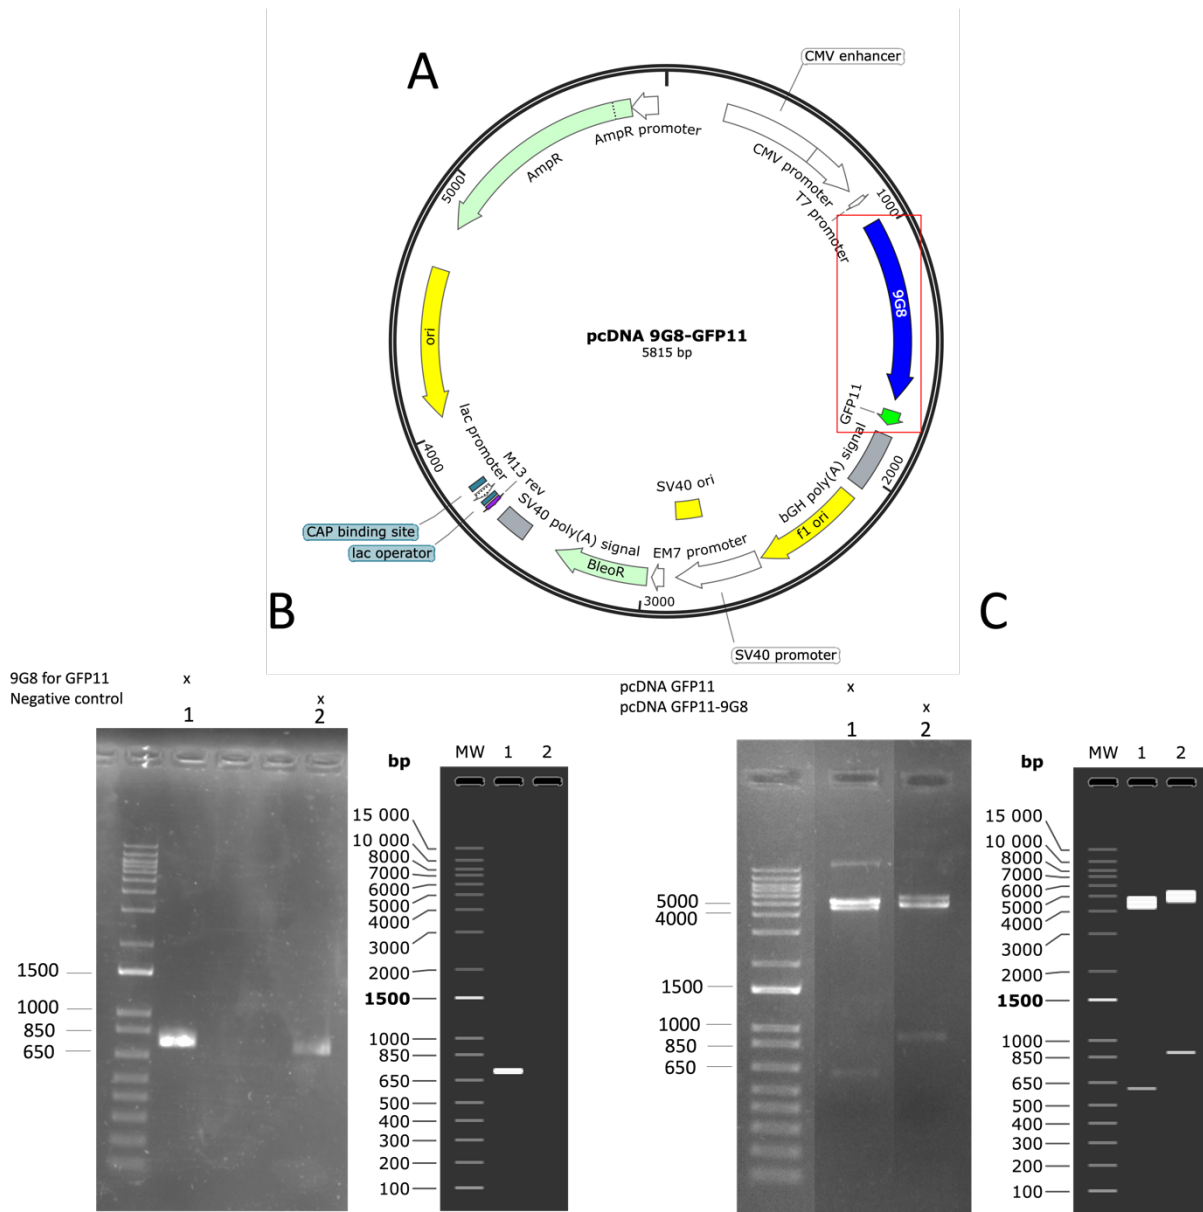 A
CMV enhancer
AmpR promoter
CMV promoter
T7 promoter
AmpR
1000
5000
9G8
ori
pcDNA 9G8-GFP11
5815 bp
GFP11
bGH poly(A) signal
2000
f1 ori
SV40 ori
lac promoter
4000
M13 rev
SV40 poly(A) signal
CAP binding site
lac operator
EM7 promoter
BleoR
3000
SV40 promoter
B
9G8 for GFP11 x
Negative control x
1 2
1500
1000
850
650
bp MW 1 2
15 000
10 000
8000
7000
6000
5000
4000
3000
2000
1500
1000
850
650
500
400
300
200
100
C
pcDNA GFP11 x
pcDNA GFP11-9G8 x
1 2
5000
4000
1500
1000
850
650
bp MW 1 2
15 000
10 000
8000
7000
6000
5000
4000
3000
2000
1500
1000
850
650
500
400
300
200
100